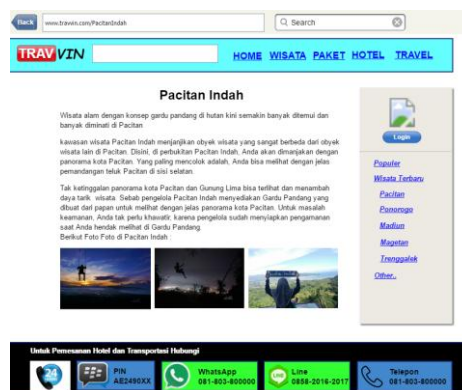 Back
www.travvin.com/PacitanIndah
Search
TRAVVIN
HOME WISATA PAKET HOTEL TRAVEL
Pacitan Indah
Wisata alam dengan konsep gardu pandang di hutan kini semakin banyak ditemui dan
banyak diminati di Pacitan
kawasan wisata Pacitan Indah menjanjikan obyek wisata yang sangat berbeda dari obyek
wisata lain di Pacitan. Disini, di perbukitan Pacitan Indah, Anda akan dimanjakan dengan
panorama kota Pacitan. Yang paling mencolok adalah, Anda bisa melihat dengan jelas
pemandangan teluk Pacitan di sisi selatan.
Tak ketinggalan panorama kota Pacitan dan Gunung Lima bisa terlihat dan menambah
daya tarik wisata. Sebab pengelola Pacitan Indah menyediakan Gardu Pandang yang
dibuat dari papan untuk melihat dengan jelas panorama kota Pacitan. Untuk masalah
keamanan, Anda tak perlu khawatir, karena pengelola sudah menyiapkan pengamanan
saat Anda hendak melihat di Gardu Pandang.
Berikut Foto Foto di Pacitan Indah :
Login
Populer
Wisata Terbaru
Pacitan
Ponorogo
Madiun
Magetan
Trenggalek
Other..
Untuk Pemesanan Hotel dan Transportasi Hubungi
24
PIN
AE2490XX
WhatsApp
081-803-800000
Line
0858-2016-2017
Telepon
081-803-800000